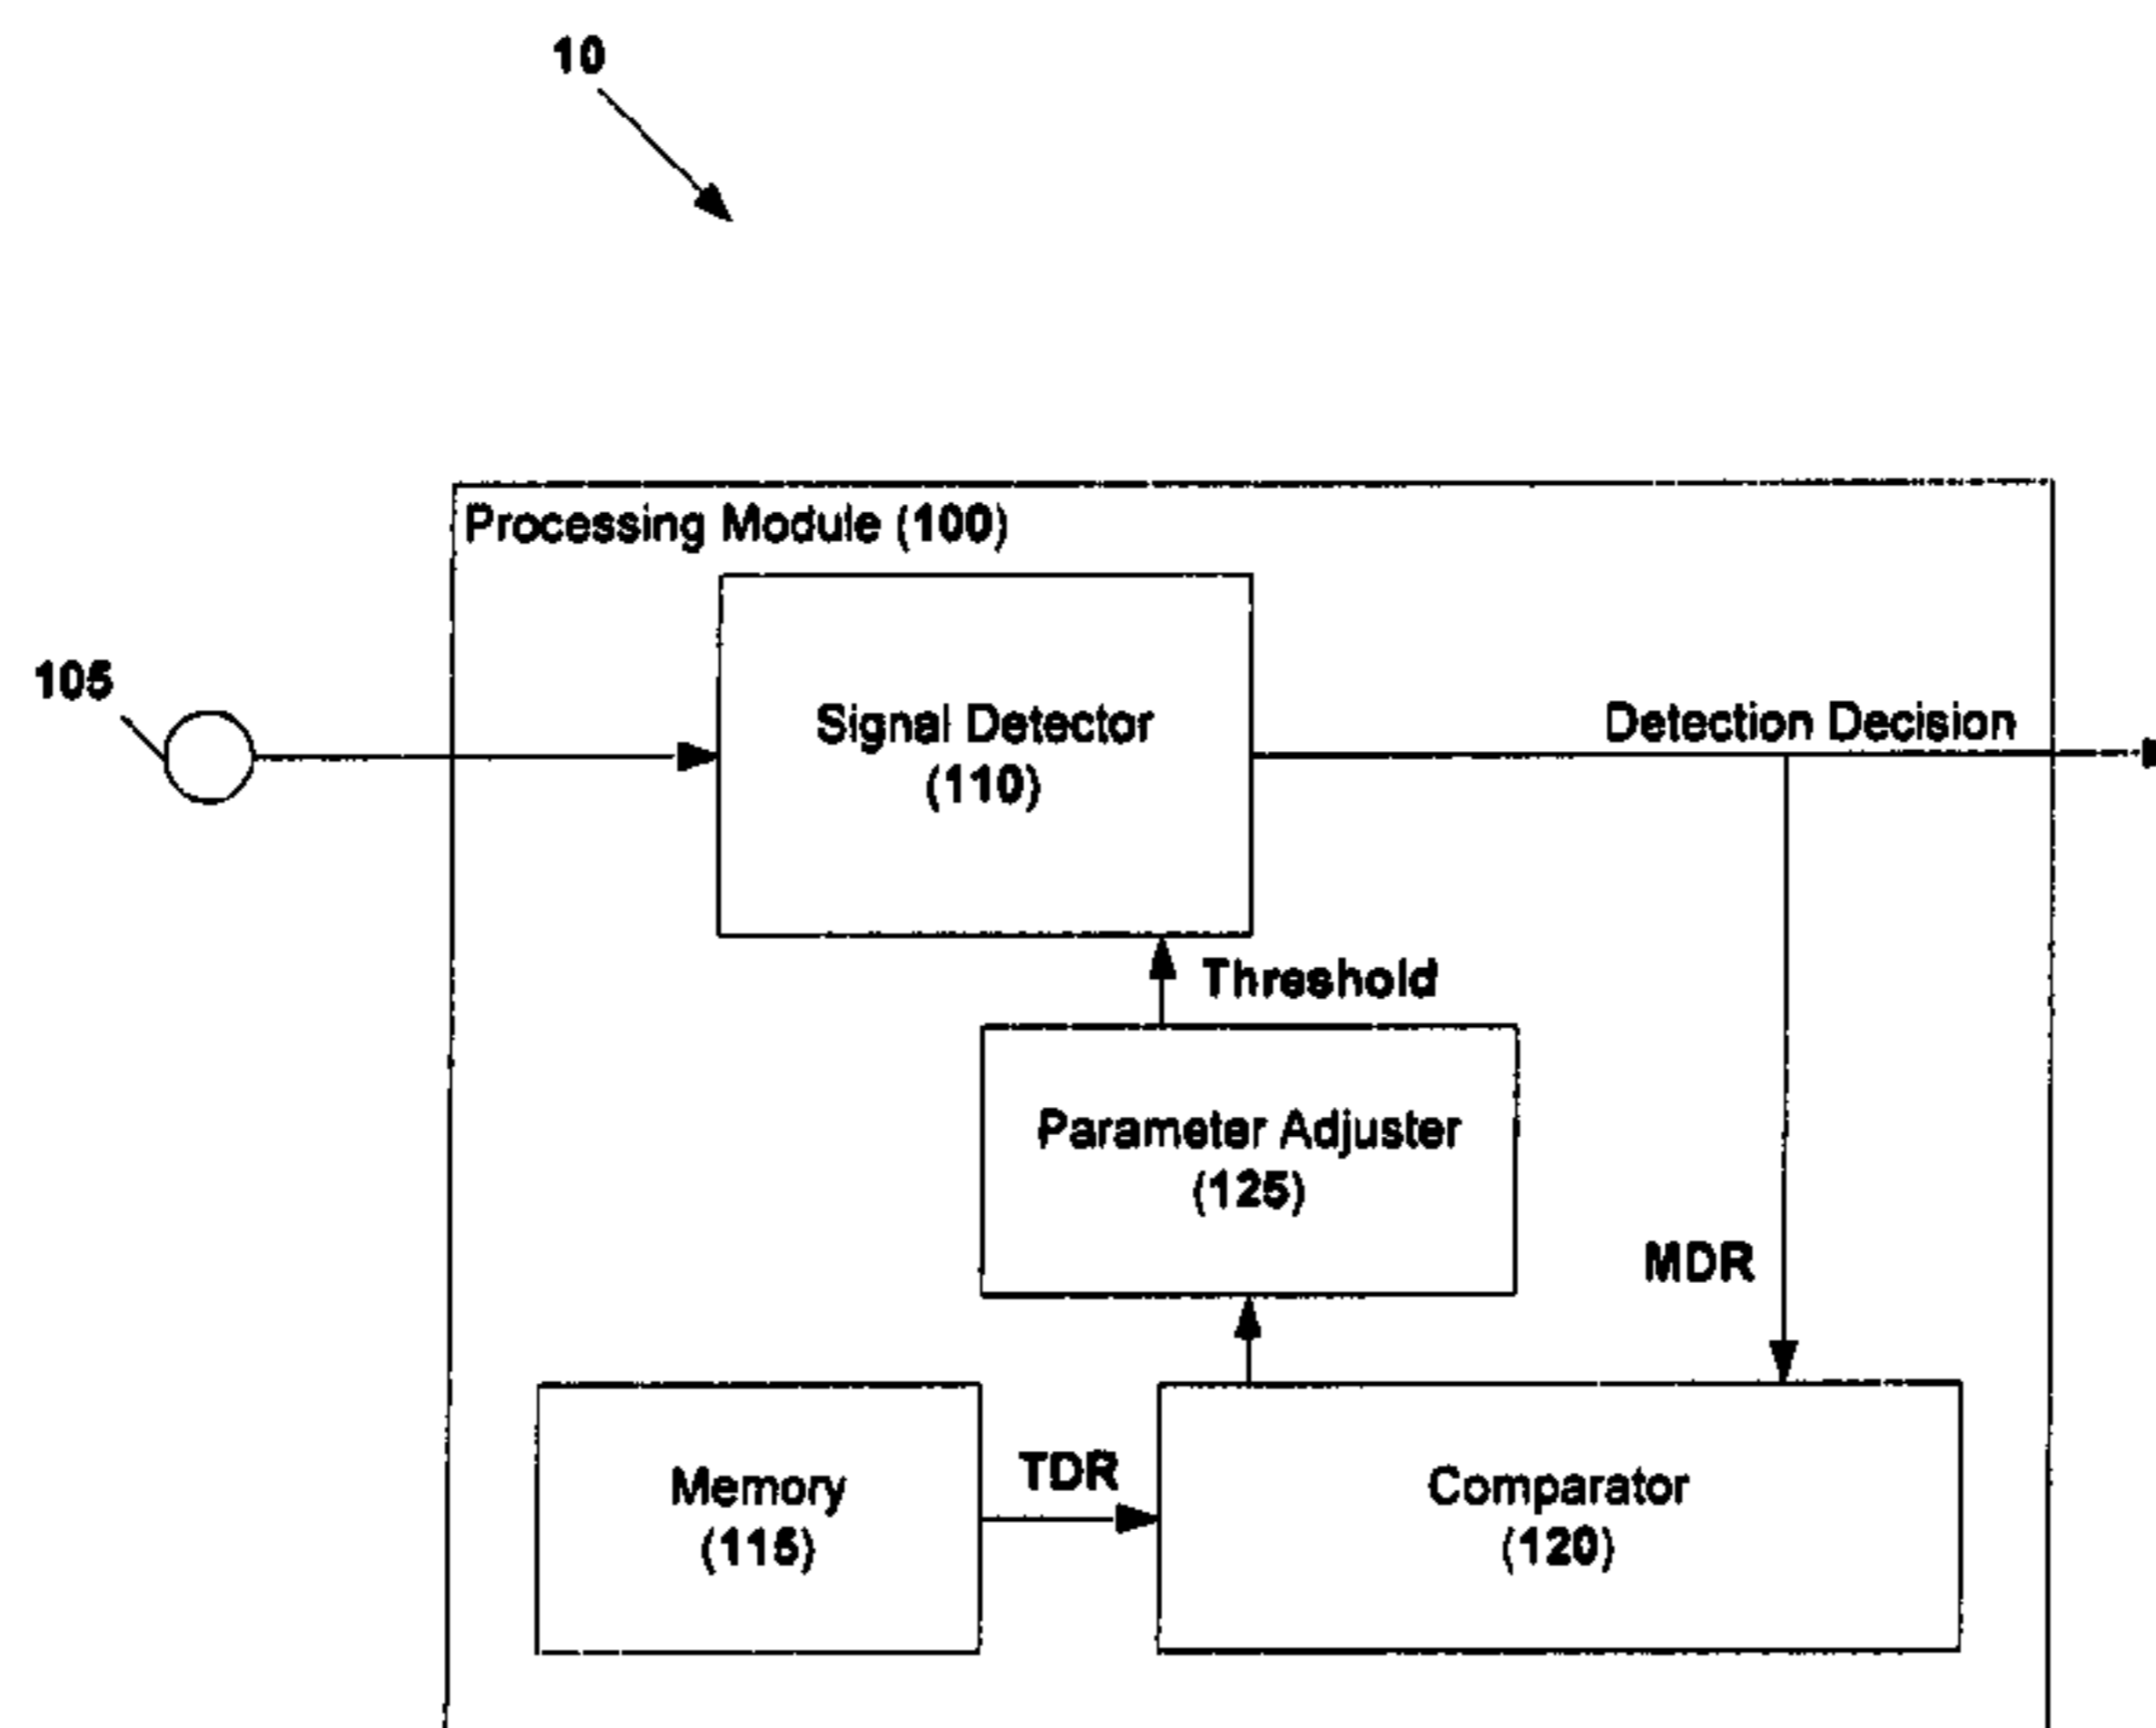 10
Processing Module (100)
105
Signal Detector
(110)
Detection Decision
Threshold
Parameter Adjuster
(125)
MDR
Memory
(115)
TDR
Comparator
(120)